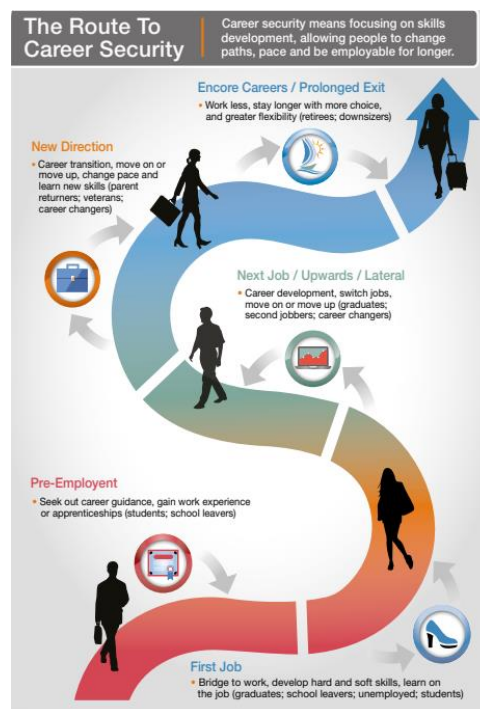 The Route To
Career Security
Career security means focusing on skills
development, allowing people to change
paths, pace and be employable for longer.
Encore Careers / Prolonged Exit
• Work less, stay longer with more choice,
and greater flexibility (retirees; downsizers)
New Direction
• Career transition, move on or
move up, change pace and
learn new skills (parent
returners; veterans;
career changers)
Next Job / Upwards / Lateral
• Career development, switch jobs,
move on or move up (graduates;
second jobbers; career changers)
Pre-Employent
• Seek out career guidance, gain work experience
or apprenticeships (students; school leavers)
First Job
• Bridge to work, develop hard and soft skills, learn on
the job (graduates; school leavers; unemployed; students)